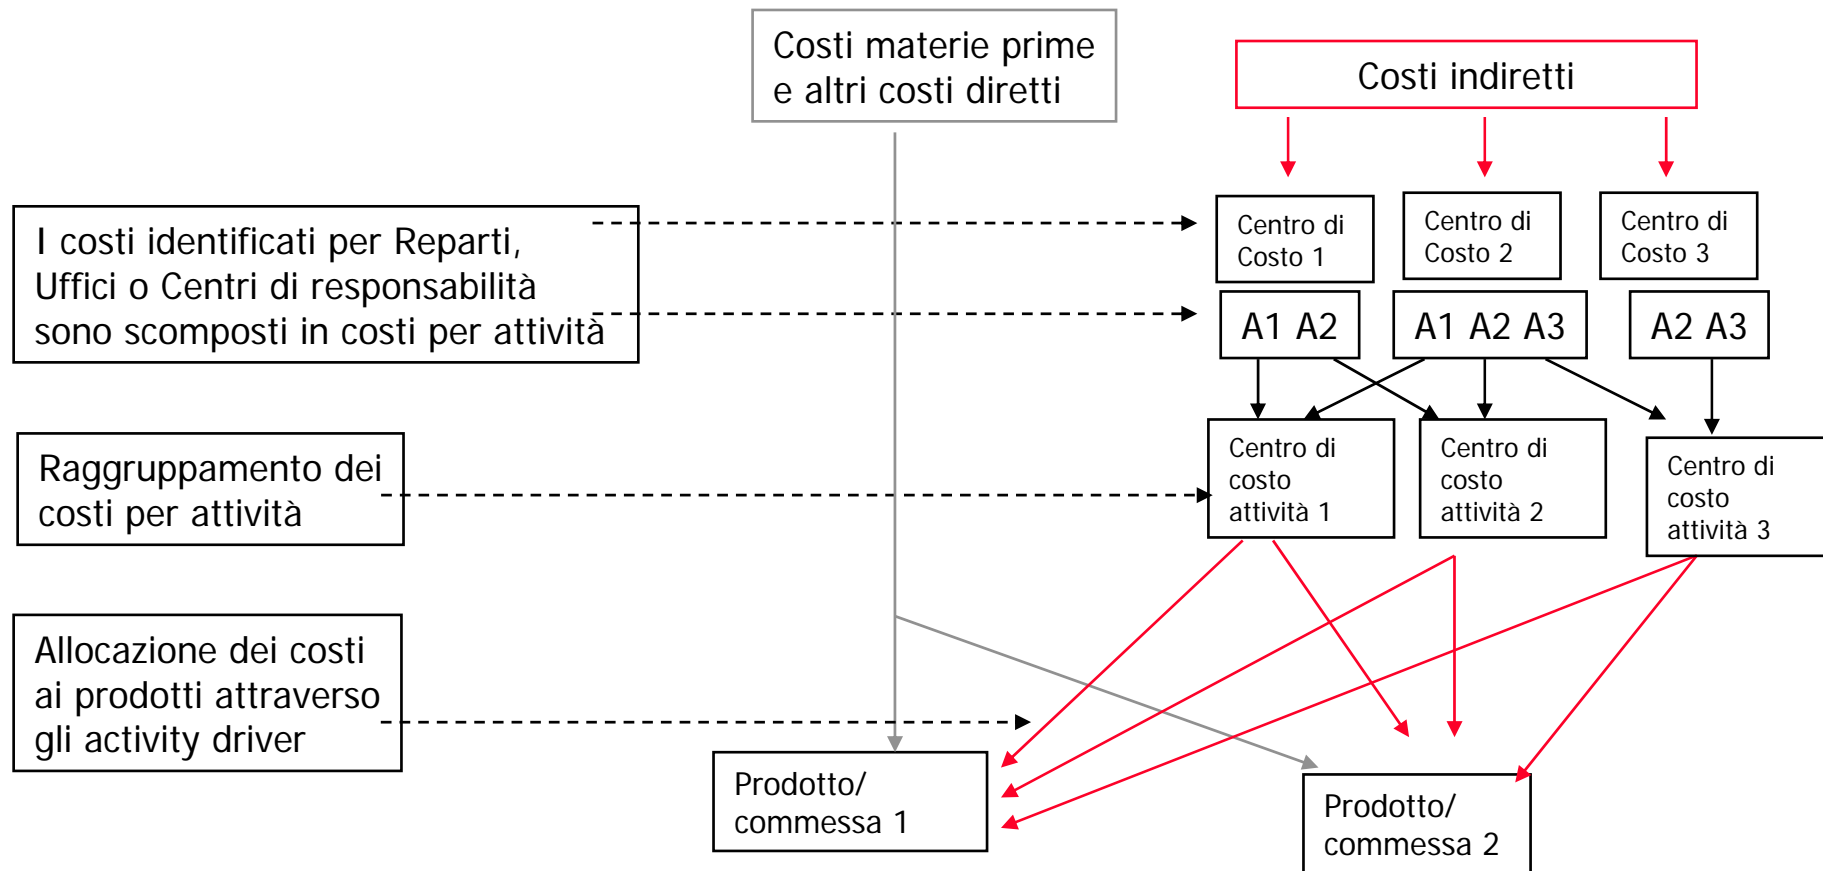 Costi materie prime
e altri costi diretti
Costi indiretti
I costi identificati per Reparti,
Uffici o Centri di responsabilità
sono scomposti in costi per attività
Centro di
Costo 1
Centro di
Costo 2
Centro di
Costo 3
A1 A2
A1 A2 A3
A2 A3
Raggruppamento dei
costi per attività
Centro di
costo
attività 1
Centro di
costo
attività 2
Centro di
costo
attività 3
Allocazione dei costi
ai prodotti attraverso
gli activity driver
Prodotto/
commessa 1
Prodotto/
commessa 2